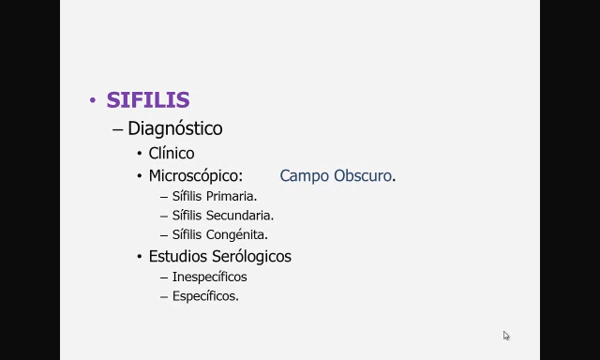 • SIFILIS
– Diagnóstico
• Clínico
• Microscópico: Campo Obscuro.
– Sífilis Primaria.
– Sífilis Secundaria.
– Sífilis Congénita.
• Estudios Serólogicos
– Inespecíficos
– Específicos.